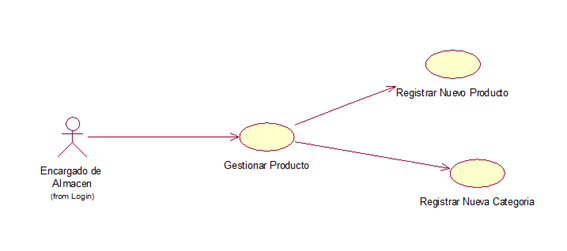 Registrar Nuevo Producto
Gestionar Producto
Encargado de
Almacen
(from Login)
Registrar Nueva Categoria